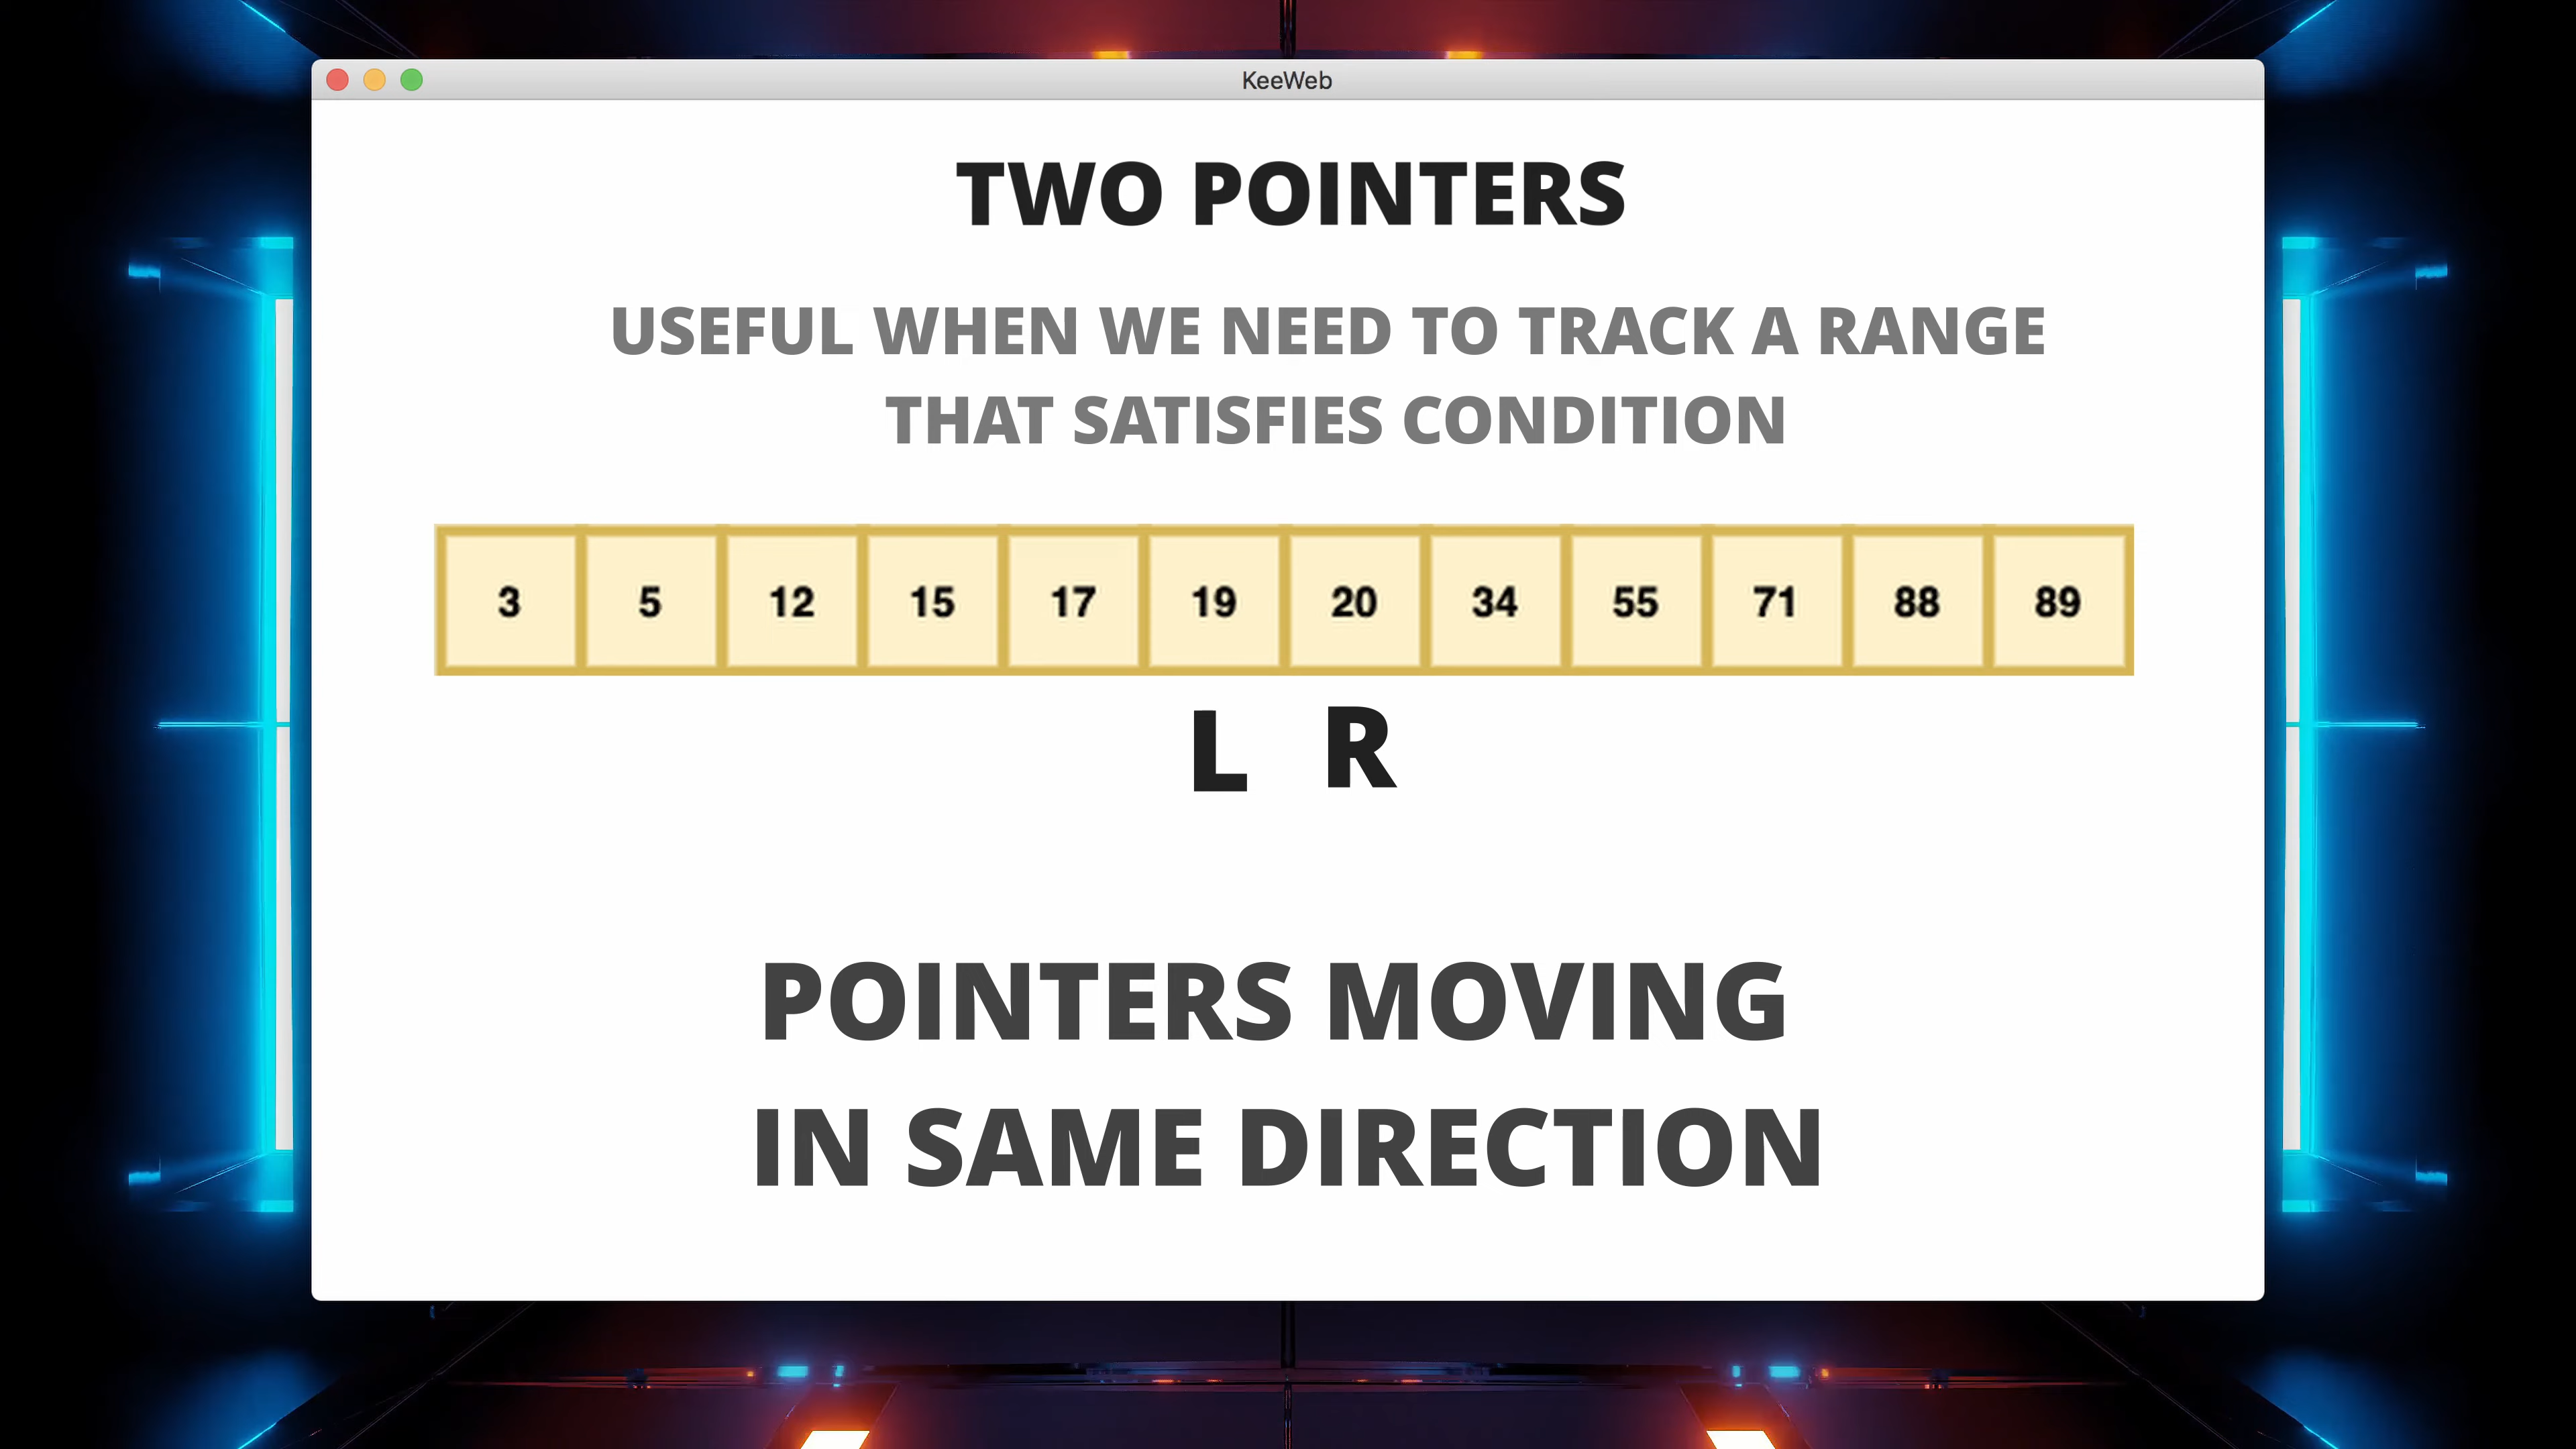 KeeWeb
TWO POINTERS
USEFUL WHEN WE NEED TO TRACK A RANGE
THAT SATISFIES CONDITION
3 5 12 15 17 19 20 34 55 71 88 89
L R
POINTERS MOVING
IN SAME DIRECTION